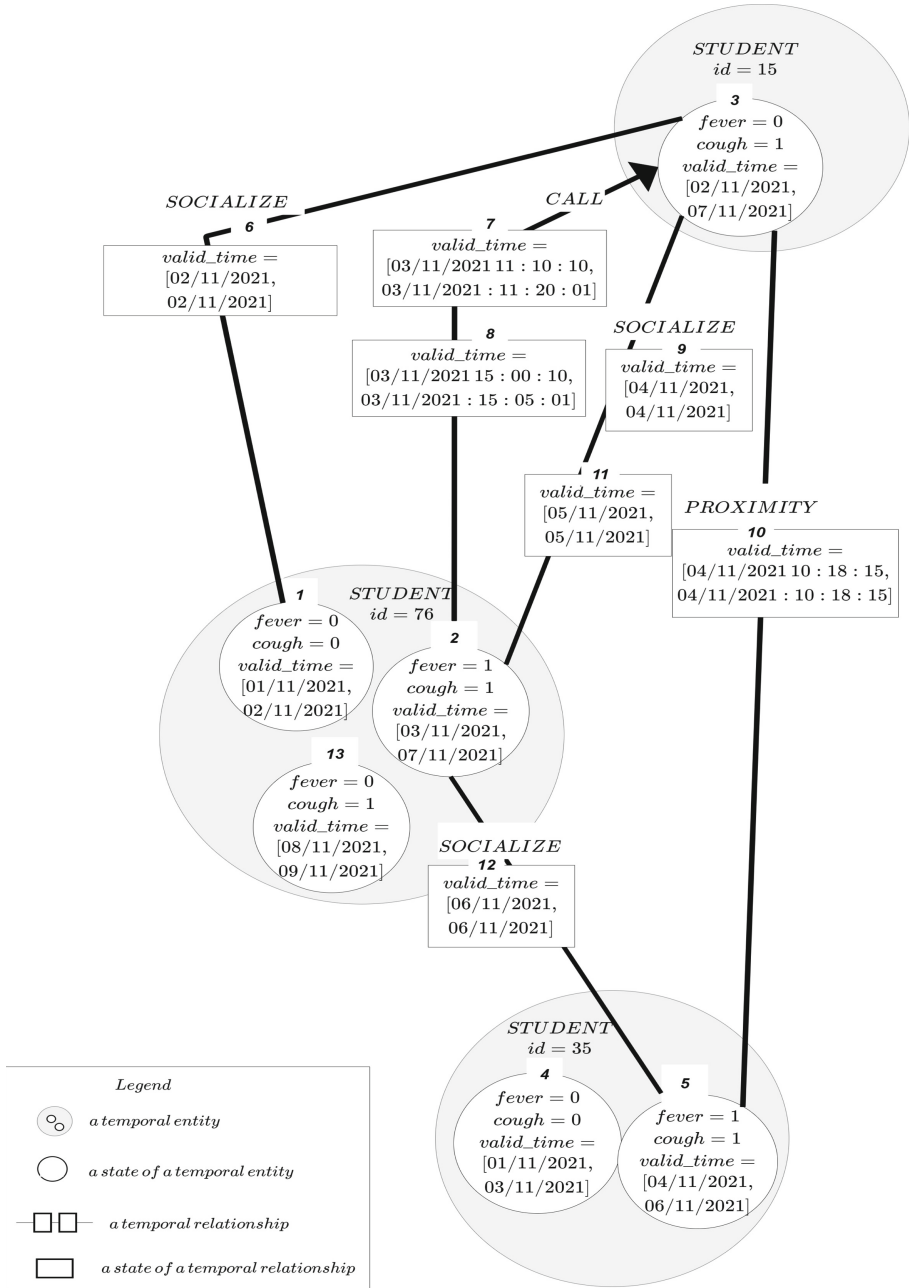 STUDENT
id = 15
3
fever = 0
cough = 1
valid_time =
[02/11/2021,
07/11/2021]
SOCIALIZE
6
valid_time =
[02/11/2021,
02/11/2021]
CALL
7
valid_time =
[03/11/2021 11 : 10 : 10,
03/11/2021 : 11 : 20 : 01]
8
valid_time =
[03/11/2021 15 : 00 : 10,
03/11/2021 : 15 : 05 : 01]
SOCIALIZE
9
valid_time =
[04/11/2021,
04/11/2021]
11
valid_time =
[05/11/2021,
05/11/2021]
PROXIMITY
10
valid_time =
[04/11/2021 10 : 18 : 15,
04/11/2021 : 10 : 18 : 15]
STUDENT
id = 76
1
fever = 0
cough = 0
valid_time =
[01/11/2021,
02/11/2021]
2
fever = 1
cough = 1
valid_time =
[03/11/2021,
07/11/2021]
13
fever = 0
cough = 1
valid_time =
[08/11/2021,
09/11/2021]
SOCIALIZE
12
valid_time =
[06/11/2021,
06/11/2021]
STUDENT
id = 35
4
fever = 0
cough = 0
valid_time =
[01/11/2021,
03/11/2021]
5
fever = 1
cough = 1
valid_time =
[04/11/2021,
06/11/2021]
Legend
a temporal entity
a state of a temporal entity
a temporal relationship
a state of a temporal relationship